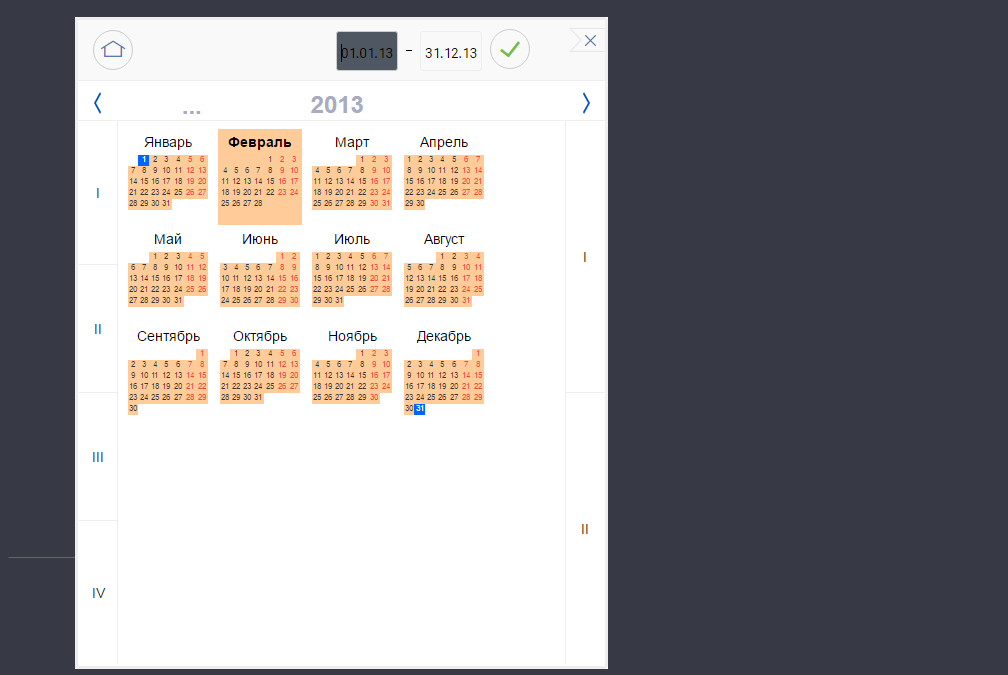 01.01.13 - 31.12.13
... 2013
Январь Февраль Март Апрель
1 2 3 4 5 6 1 2 3 1 2 3 1 2 3 4 5 6 7
7 8 9 10 11 12 13 4 5 6 7 8 9 10 4 5 6 7 8 9 10 8 9 10 11 12 13 14
14 15 16 17 18 19 20 11 12 13 14 15 16 17 11 12 13 14 15 16 17 15 16 17 18 19 20 21
21 22 23 24 25 26 27 18 19 20 21 22 23 24 18 19 20 21 22 23 24 22 23 24 25 26 27 28
28 29 30 31 25 26 27 28 25 26 27 28 29 30 31 29 30
I
Май Июнь Июль Август
1 2 3 4 5 1 2 1 2 3 4 5 6 7 1 2 3 4
6 7 8 9 10 11 12 3 4 5 6 7 8 9 8 9 10 11 12 13 14 5 6 7 8 9 10 11
13 14 15 16 17 18 19 10 11 12 13 14 15 16 15 16 17 18 19 20 21 12 13 14 15 16 17 18
20 21 22 23 24 25 26 17 18 19 20 21 22 23 22 23 24 25 26 27 28 19 20 21 22 23 24 25
27 28 29 30 31 24 25 26 27 28 29 30 29 30 31 26 27 28 29 30 31
I
II
Сентябрь Октябрь Ноябрь Декабрь
1 1 2 3 4 5 6 1 2 3 1
2 3 4 5 6 7 8 7 8 9 10 11 12 13 4 5 6 7 8 9 10 2 3 4 5 6 7 8
9 10 11 12 13 14 15 14 15 16 17 18 19 20 11 12 13 14 15 16 17 9 10 11 12 13 14 15
16 17 18 19 20 21 22 21 22 23 24 25 26 27 18 19 20 21 22 23 24 16 17 18 19 20 21 22
23 24 25 26 27 28 29 28 29 30 31 25 26 27 28 29 30 23 24 25 26 27 28 29
30 30 31
III
II
IV